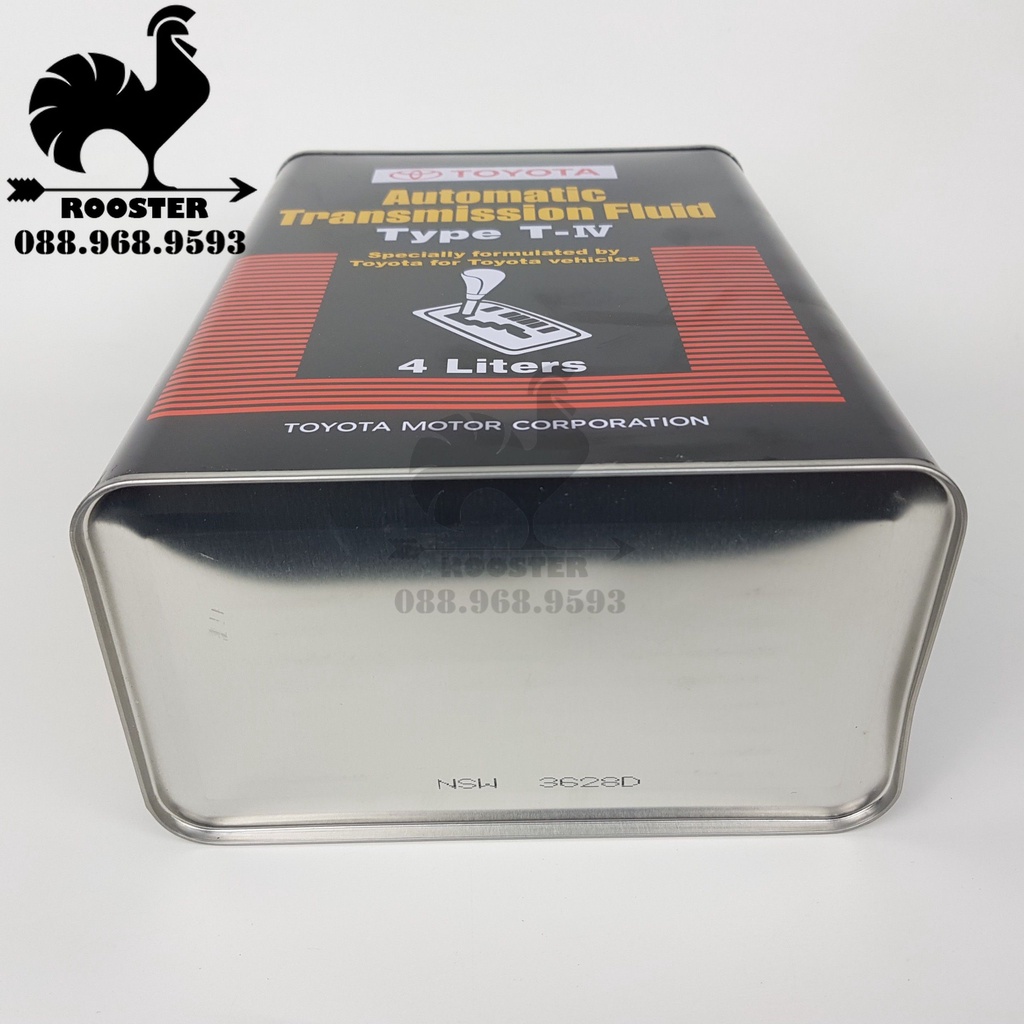 ROOSTER
088.968.9593
TOYOTA
Automatic
Transmission Fluid
Type T-IV
Specially formulated by
Toyota for Toyota vehicles
4 Liters
TOYOTA MOTOR CORPORATION
ROOSTER
088.968.9593
NSW 3628D